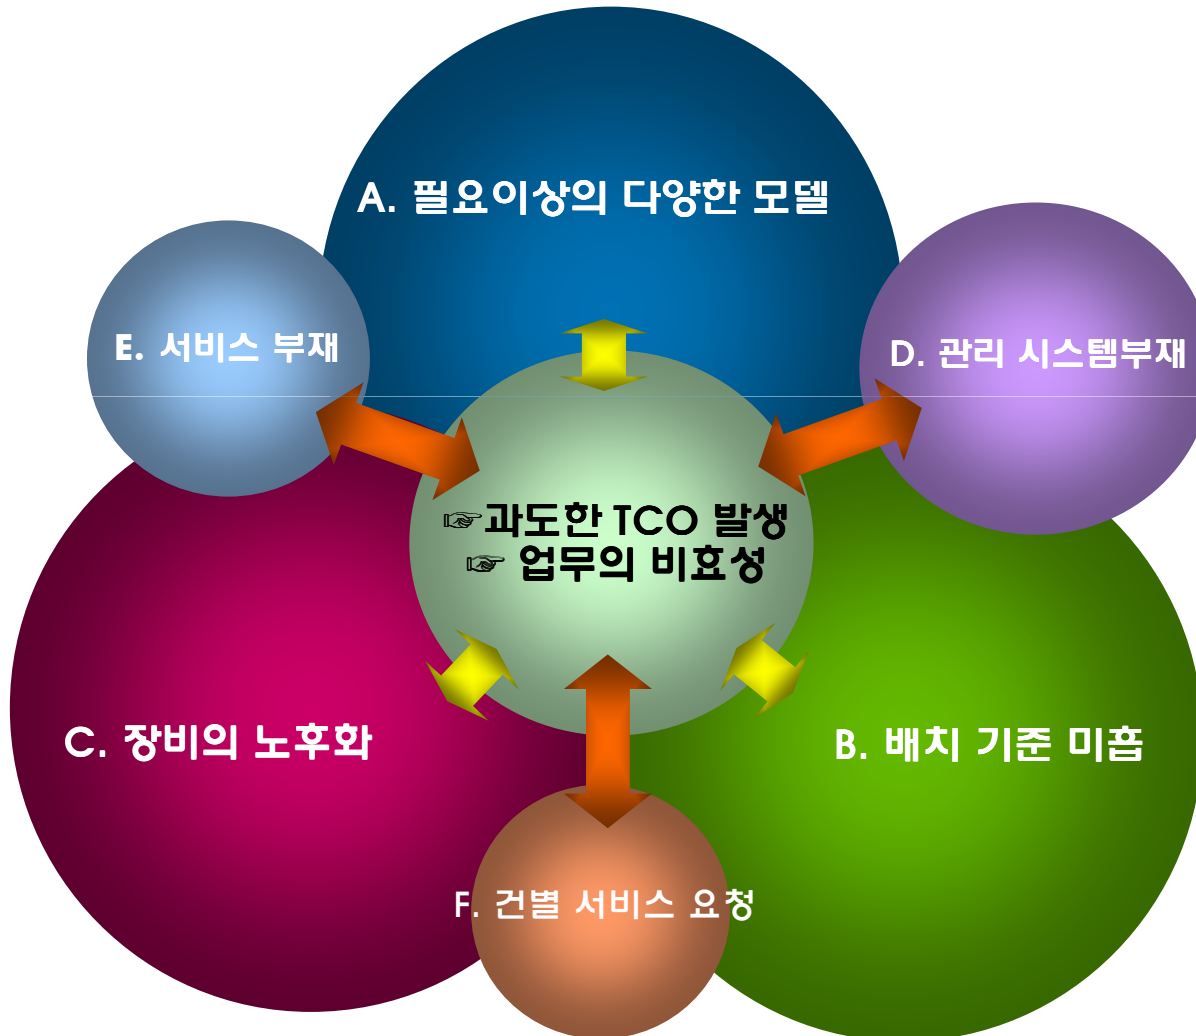 A. 필요이상의 다양한 모델
E. 서비스 부재
D. 관리 시스템부재
☞과도한 TCO 발생
☞ 업무의 비효성
C. 장비의 노후화
B. 배치 기준 미흡
F. 건별 서비스 요청